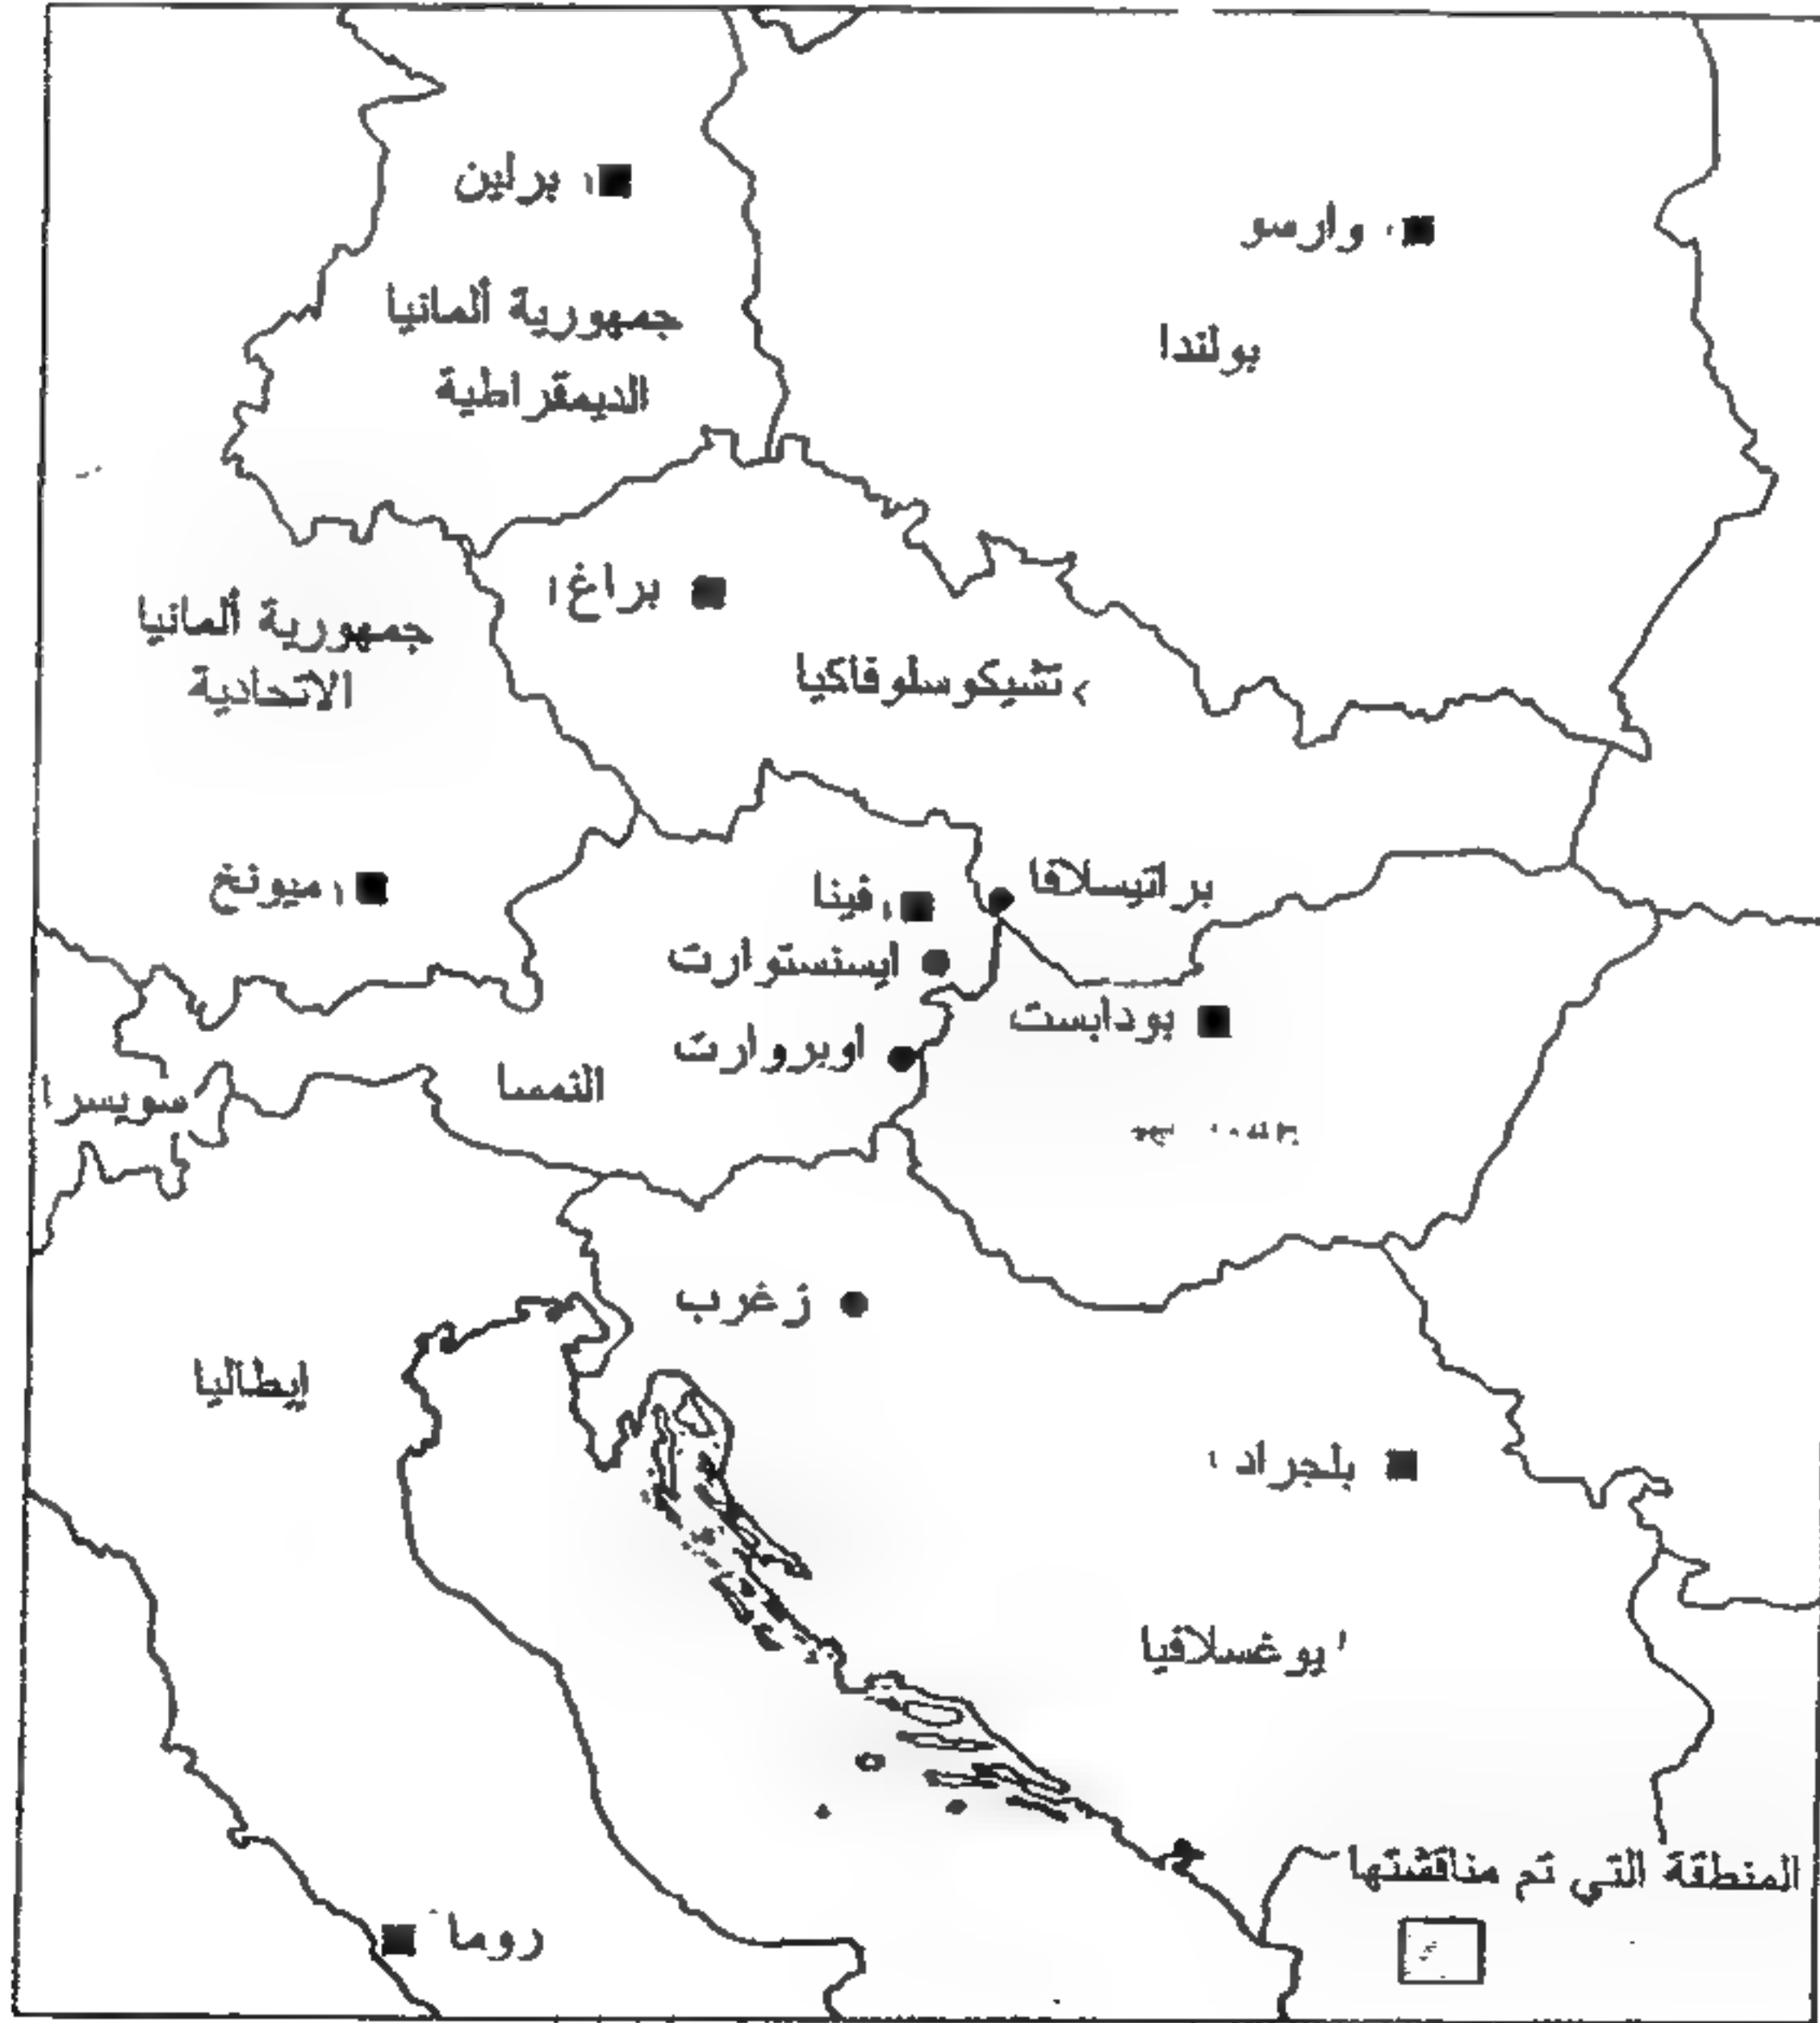 برلين
وارسو
جمهورية ألمانيا
الديمقراطية
بولندا
براغ
جمهورية ألمانيا
الاتحادية
تشيكوسلوفاكيا
ميونخ
فينا
براتيسلافا
ايسنستوارت
بودابست
اوبروارت
النمسا
سويسرا
زغرب
إيطاليا
بلجراد
يوغسلافيا
المنطقة التي تم مناقشتها
روما